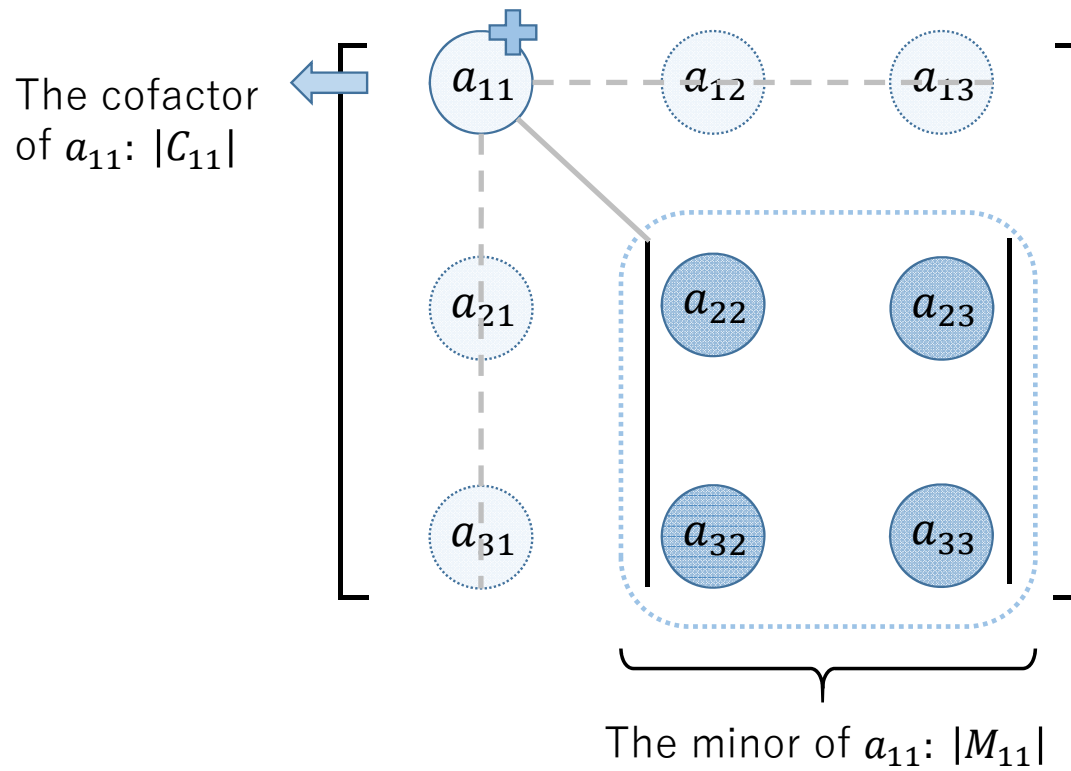 The cofactor
of a₁₁: |C₁₁|
a₁₁ a₁₂ a₁₃
a₂₁ a₂₂ a₂₃
a₃₁ a₃₂ a₃₃
The minor of a₁₁: |M₁₁|